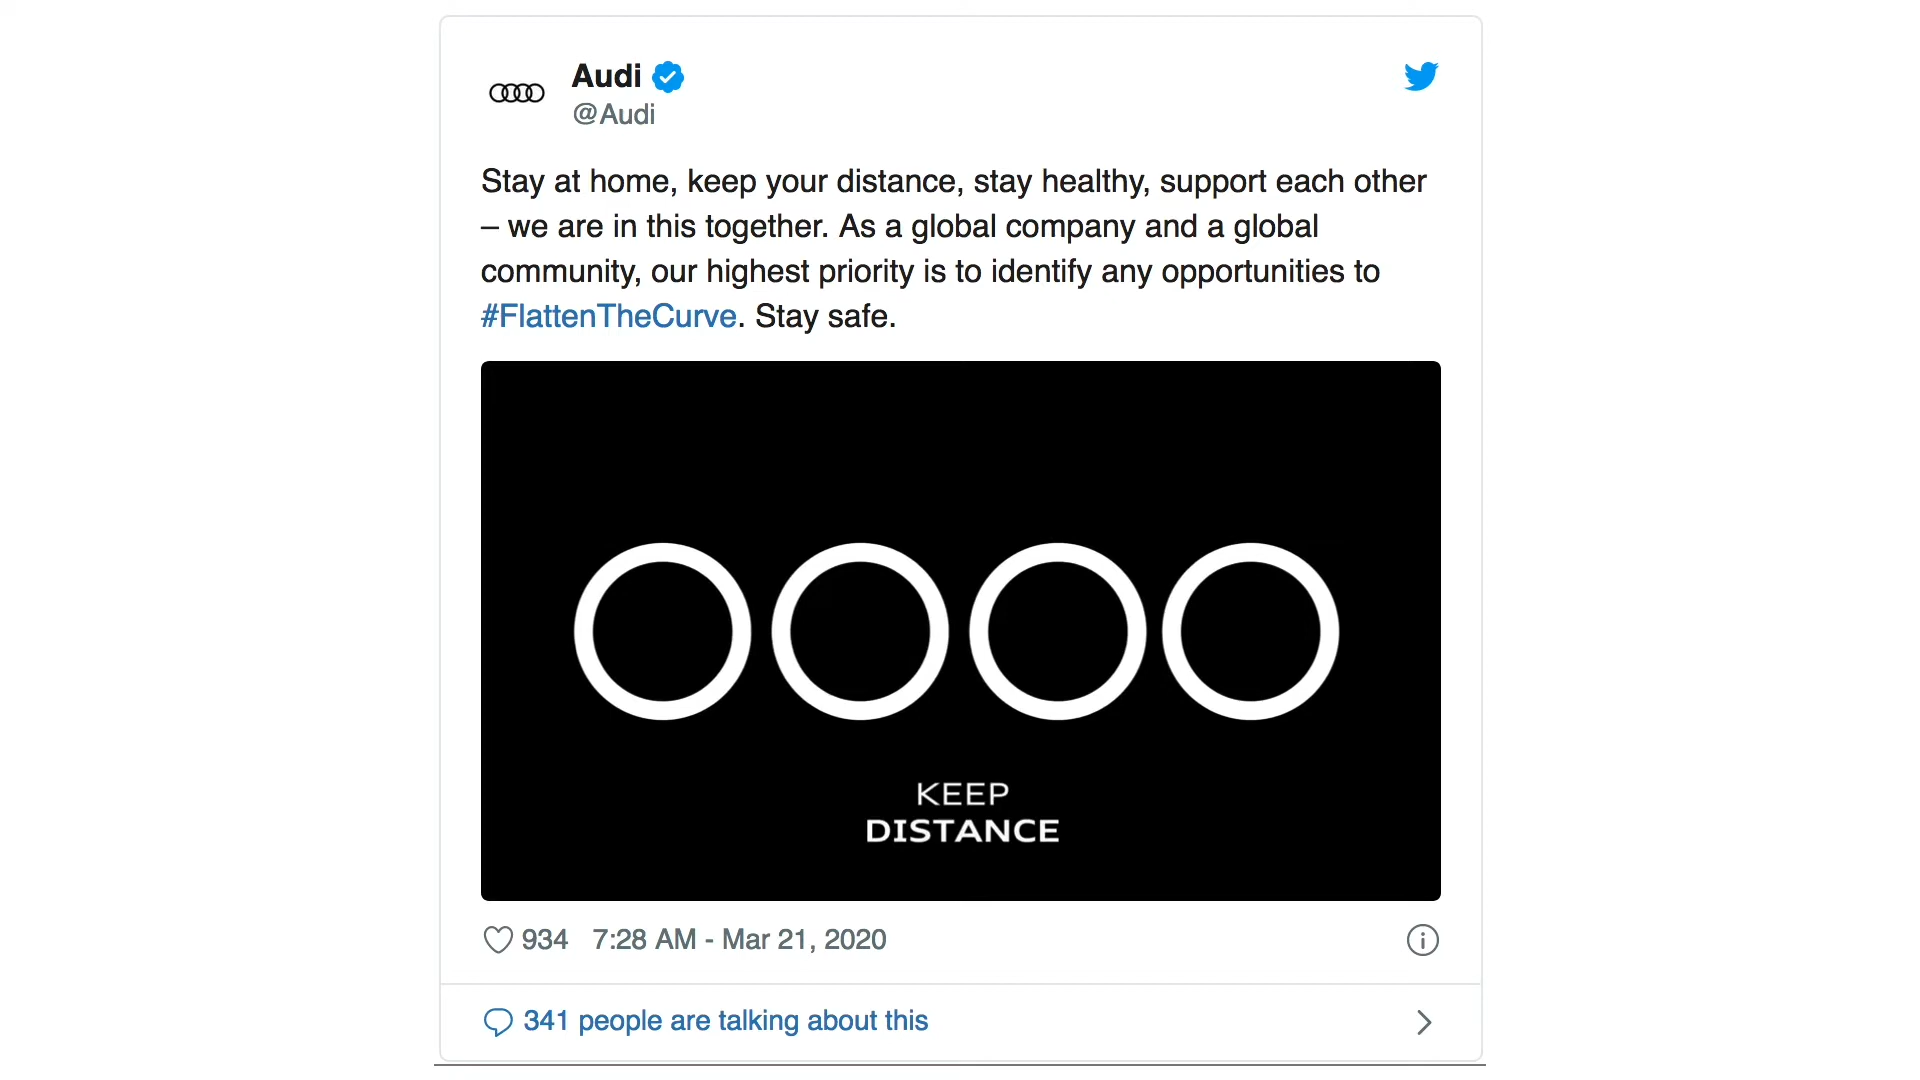 Audi
@Audi
Stay at home, keep your distance, stay healthy, support each other
– we are in this together. As a global company and a global
community, our highest priority is to identify any opportunities to
#FlattenTheCurve. Stay safe.
KEEP
DISTANCE
934 7:28 AM - Mar 21, 2020
341 people are talking about this